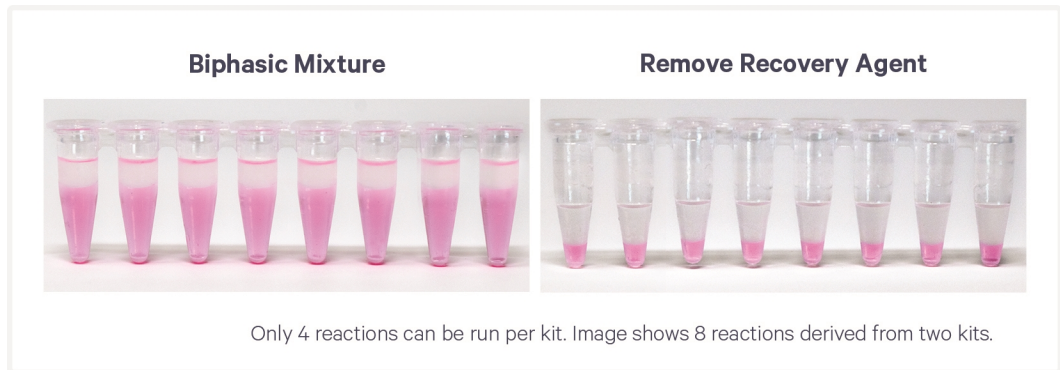 Biphasic Mixture
Remove Recovery Agent
Only 4 reactions can be run per kit. Image shows 8 reactions derived from two kits.